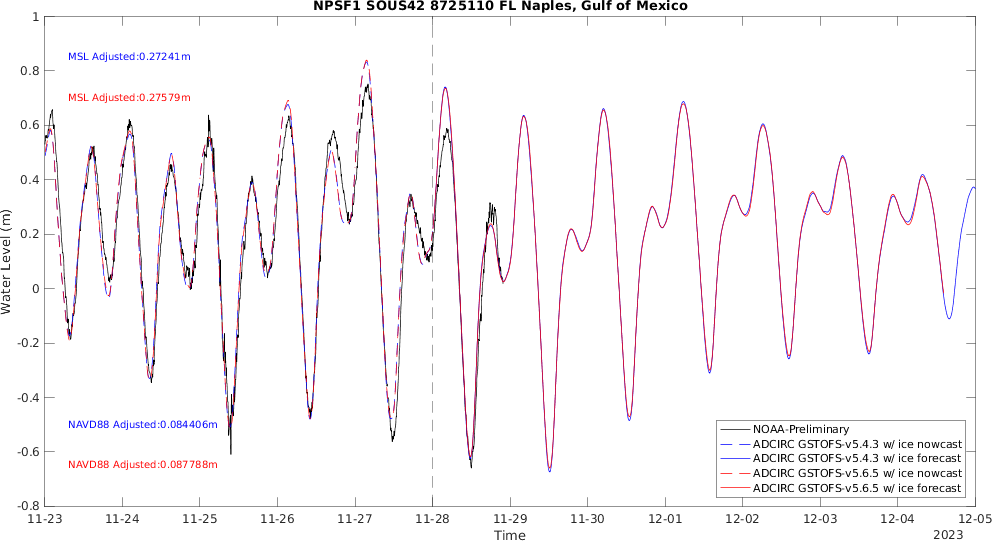 NPSF1 SOUS42 8725110 FL Naples, Gulf of Mexico
1
0.8
0.6
0.4
0.2
0
-0.2
-0.4
-0.6
-0.8
Water Level (m)
MSL Adjusted:0.27241m
MSL Adjusted:0.27579m
NAVD88 Adjusted:0.084406m
NAVD88 Adjusted:0.087788m
NOAA-Preliminary
ADCIRC GSTOFS-v5.4.3 w/ ice nowcast
ADCIRC GSTOFS-v5.4.3 w/ ice forecast
ADCIRC GSTOFS-v5.6.5 w/ ice nowcast
ADCIRC GSTOFS-v5.6.5 w/ ice forecast
11-23 11-24 11-25 11-26 11-27 11-28 11-29 11-30 12-01 12-02 12-03 12-04 12-05
Time
2023